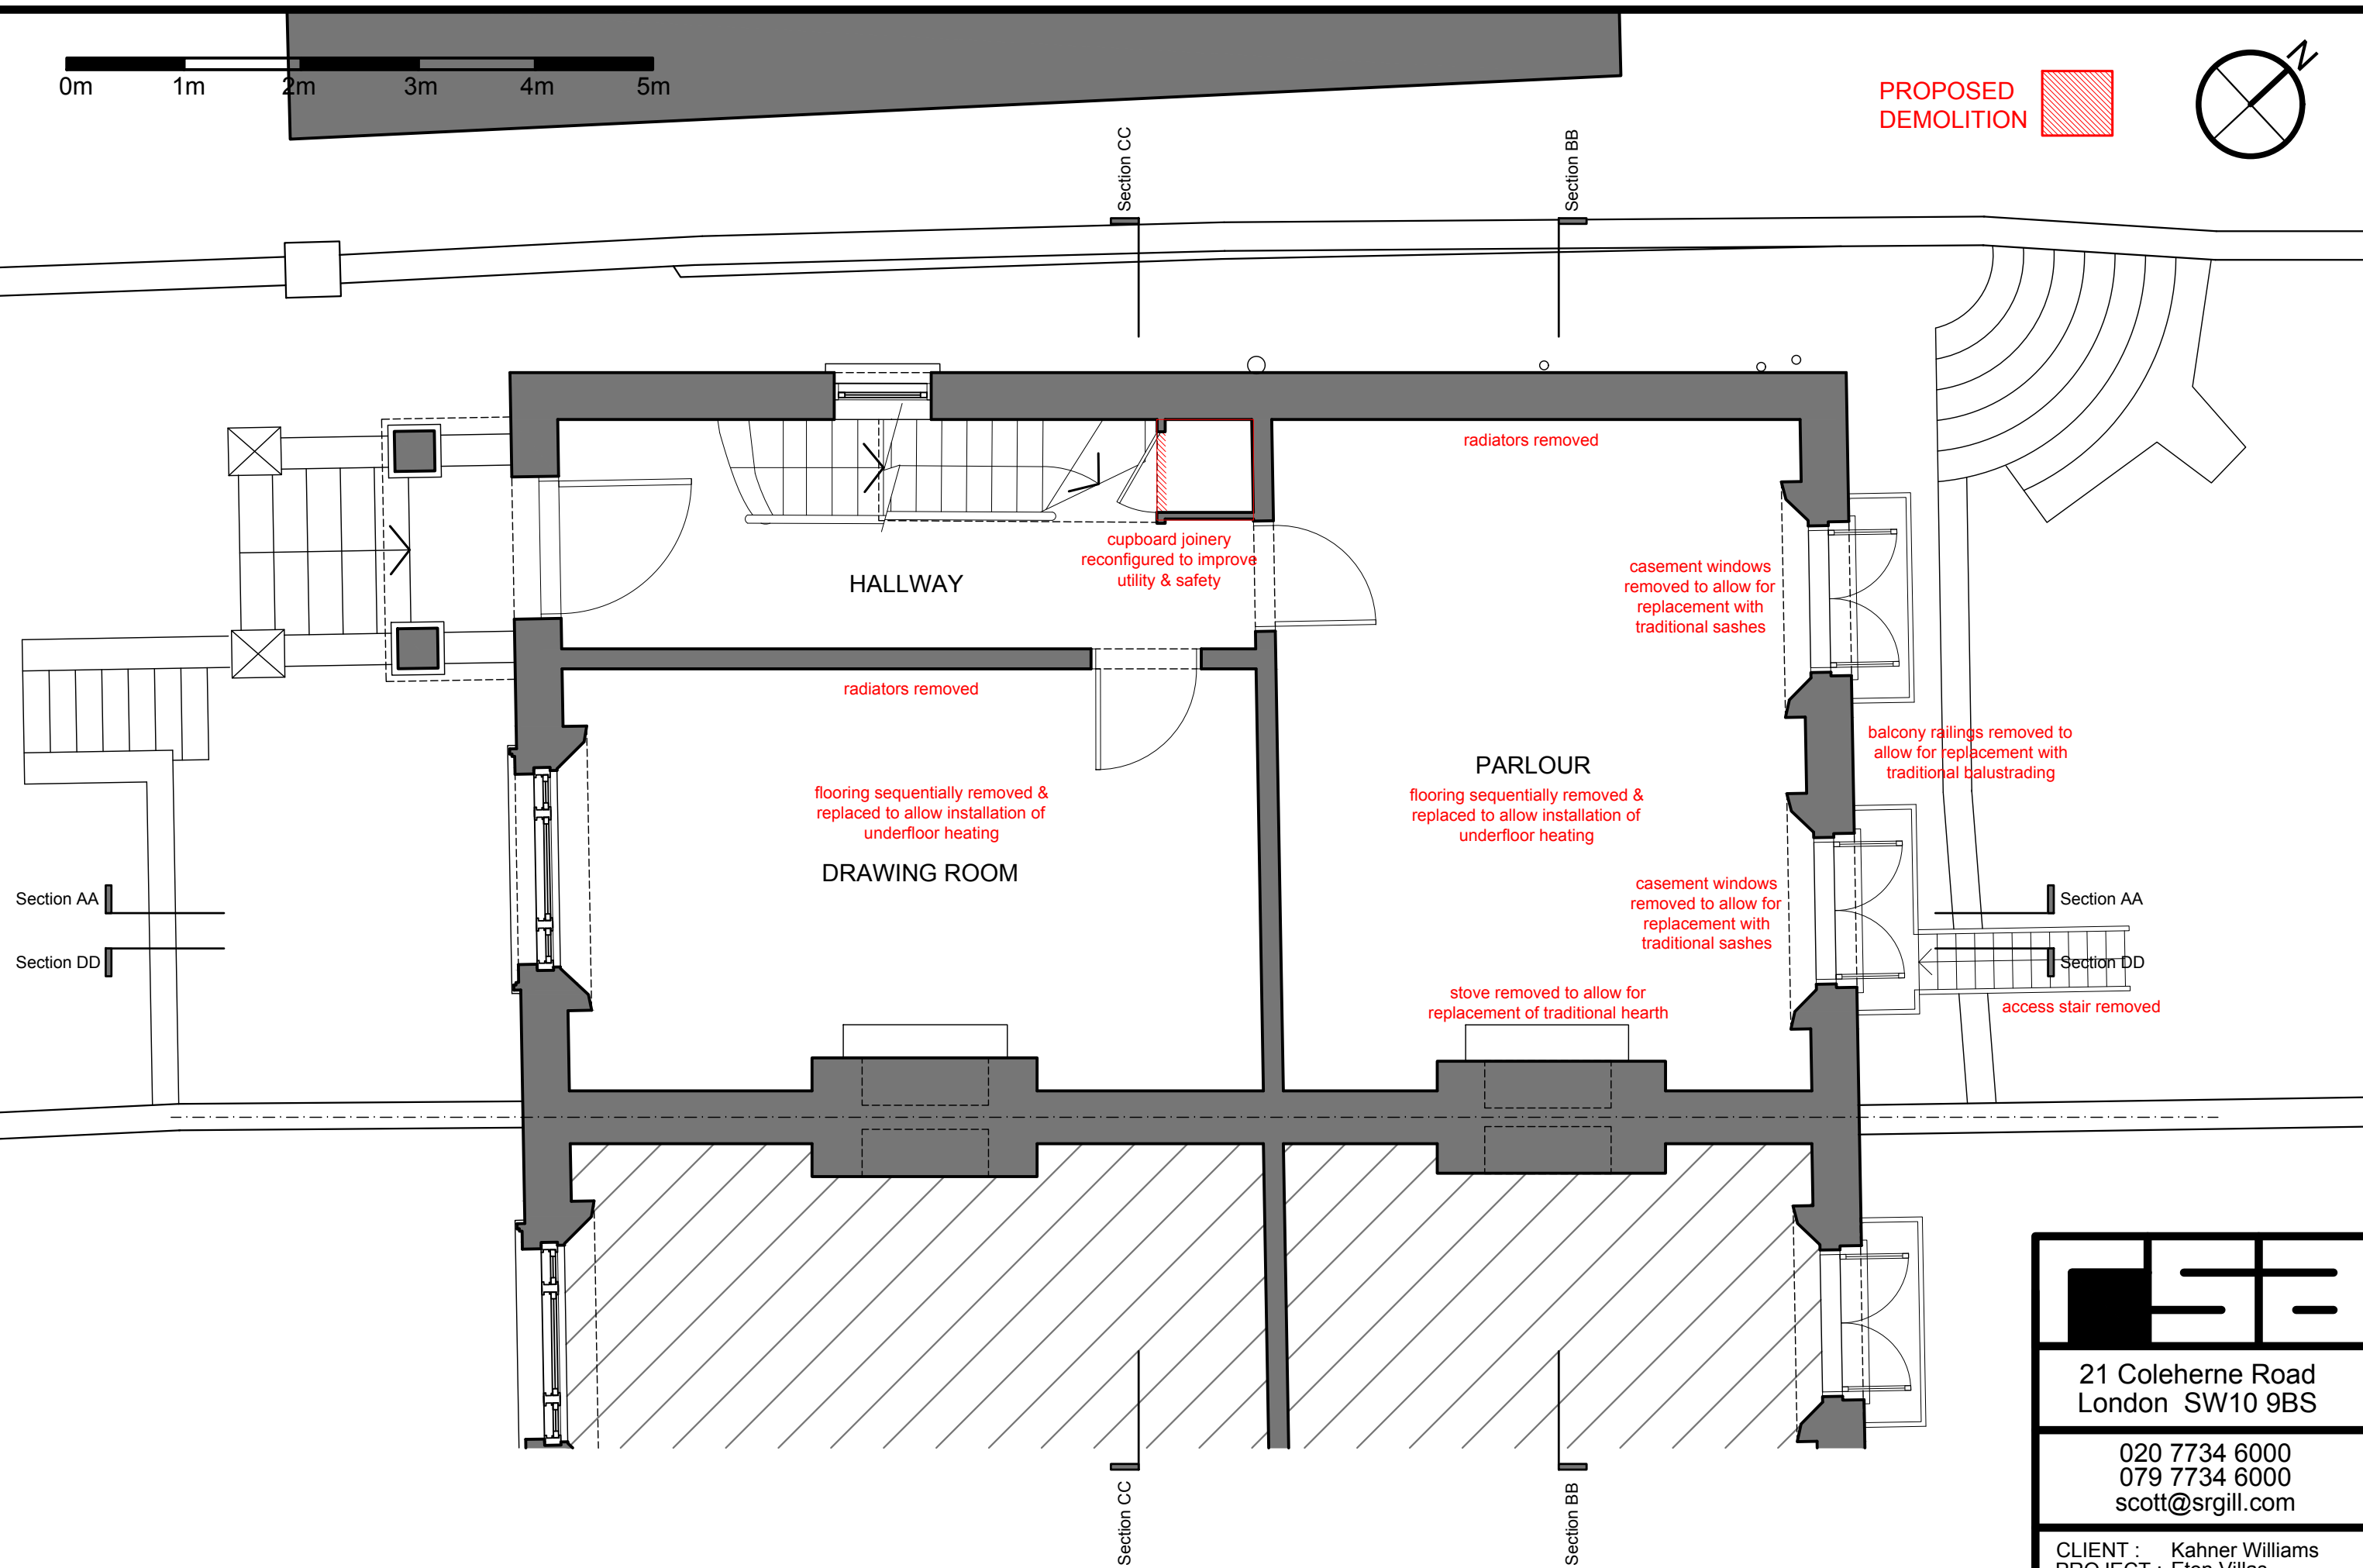 0m 1m 2m 3m 4m 5m
PROPOSED
DEMOLITION
N
Section CC
Section BB
radiators removed
cupboard joinery
reconfigured to improve
utility & safety
HALLWAY
casement windows
removed to allow for
replacement with
traditional sashes
radiators removed
balcony railings removed to
allow for replacement with
traditional balustrading
PARLOUR
flooring sequentially removed &
replaced to allow installation of
underfloor heating
flooring sequentially removed &
replaced to allow installation of
underfloor heating
DRAWING ROOM
casement windows
removed to allow for
replacement with
traditional sashes
Section AA
Section AA
Section DD
Section DD
stove removed to allow for
replacement of traditional hearth
access stair removed
21 Coleherne Road
London SW10 9BS
020 7734 6000
079 7734 6000
scott@srgill.com
Section CC
Section BB
CLIENT : Kahner Williams
PROJECT : Eton Villas